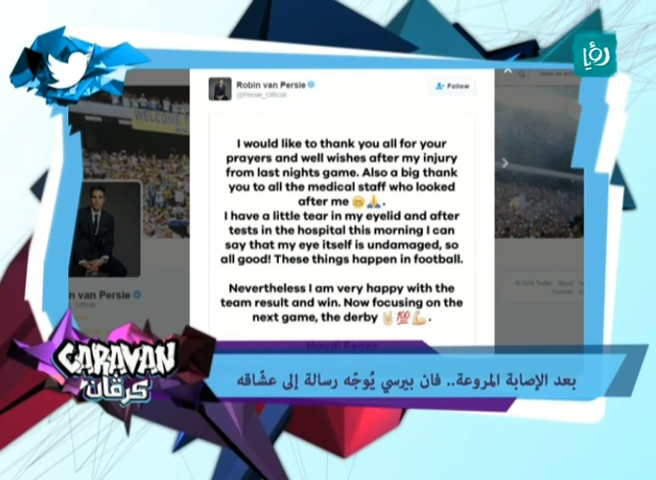 رؤيا
Robin van Persie
@Persie_Official
Follow
WELCOME
I would like to thank you all for your
prayers and well wishes after my injury
from last nights game. Also a big thank
you to all the medical staff who looked
after me 😁🙏.
I have a little tear in my eyelid and after
tests in the hospital this morning I can
say that my eye itself is undamaged, so
all good! These things happen in football.
Nevertheless I am very happy with the
team result and win. Now focusing on the
next game, the derby 🤘💯💪.
n van Persie
CARAVAN
كرڤان
بعد الإصابة المروعة.. فان بيرسي يُوجّه رسالة إلى عشّاقه